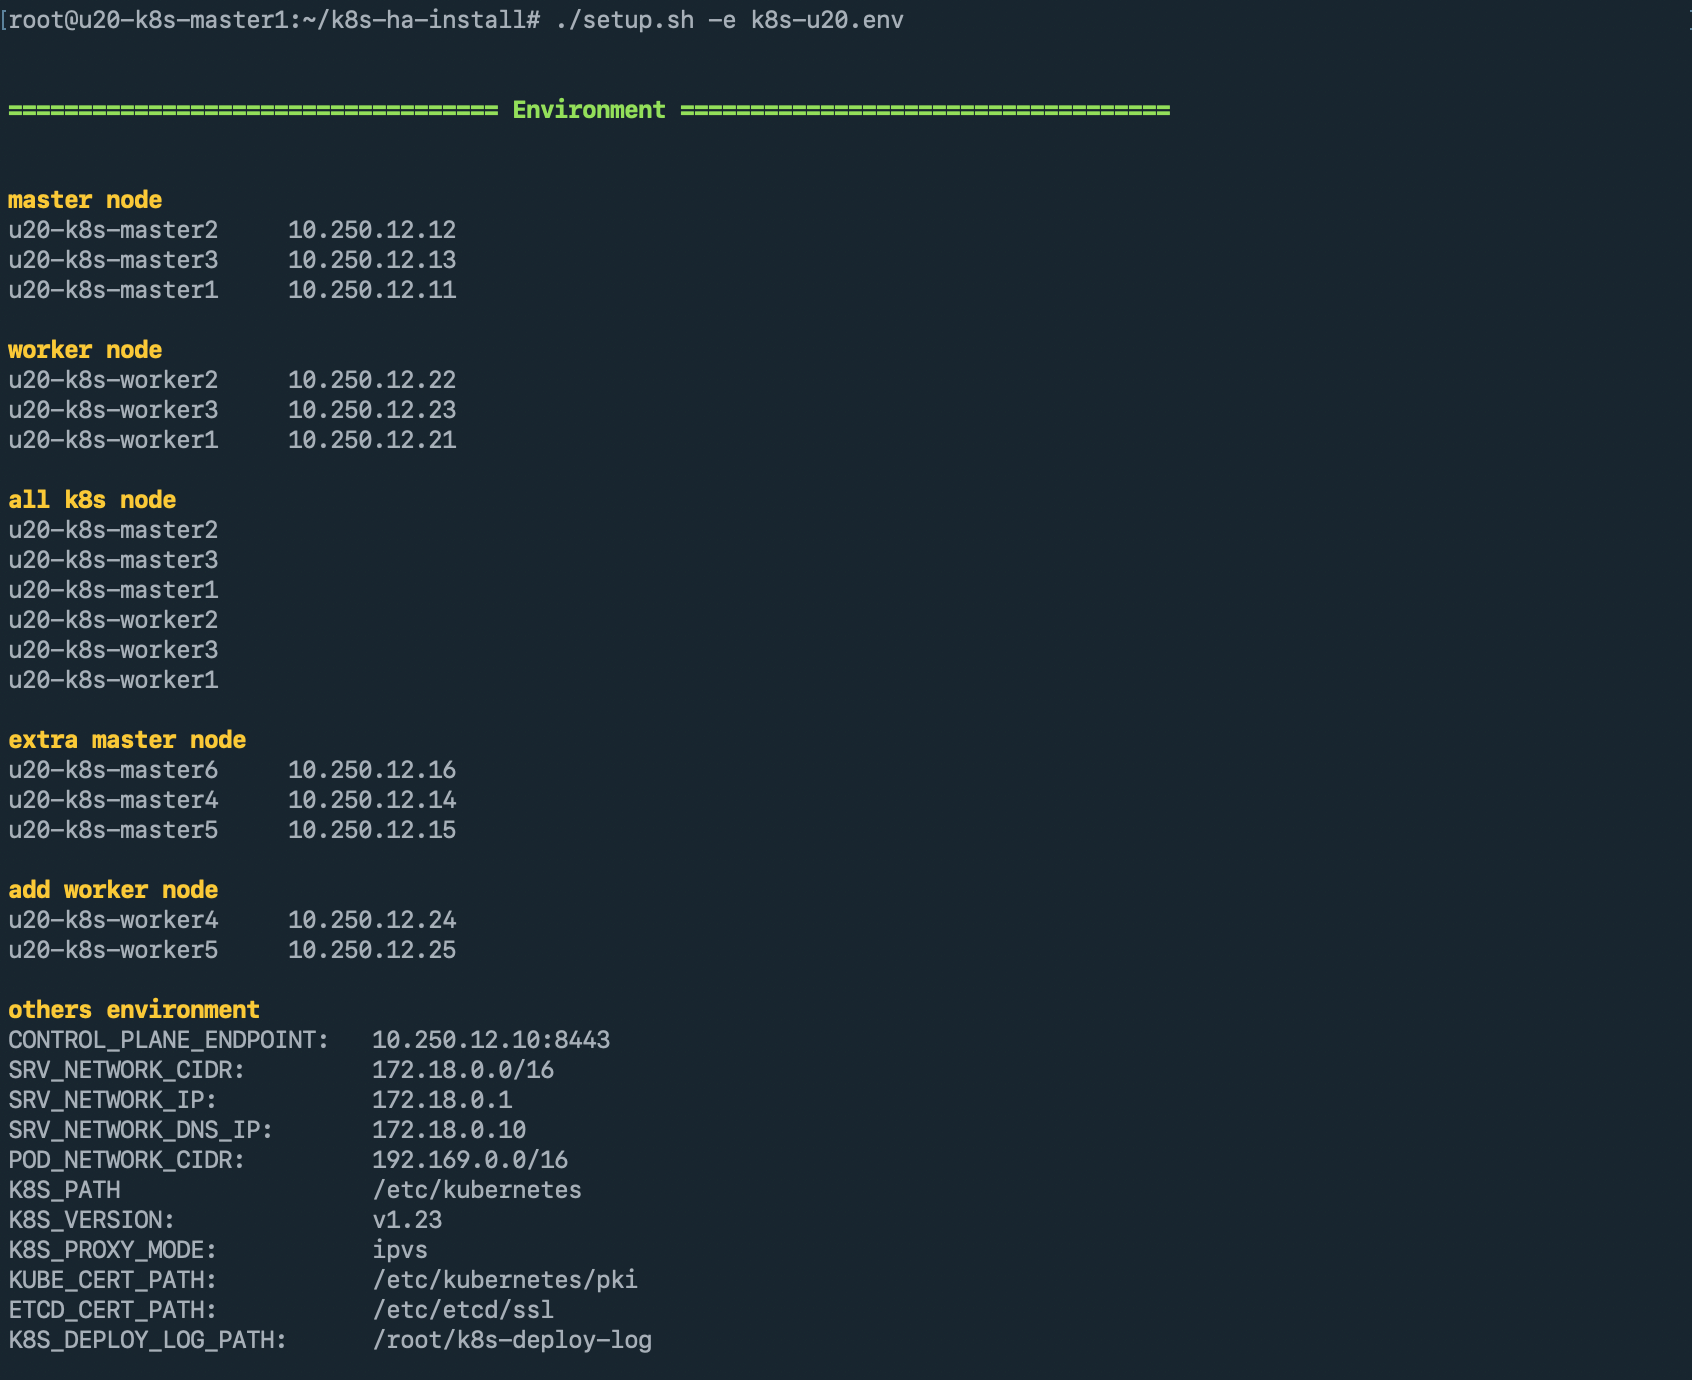 [root@u20-k8s-master1:~/k8s-ha-install# ./setup.sh -e k8s-u20.env ]
=================================== Environment ===================================
master node
u20-k8s-master2     10.250.12.12
u20-k8s-master3     10.250.12.13
u20-k8s-master1     10.250.12.11
worker node
u20-k8s-worker2     10.250.12.22
u20-k8s-worker3     10.250.12.23
u20-k8s-worker1     10.250.12.21
all k8s node
u20-k8s-master2
u20-k8s-master3
u20-k8s-master1
u20-k8s-worker2
u20-k8s-worker3
u20-k8s-worker1
extra master node
u20-k8s-master6     10.250.12.16
u20-k8s-master4     10.250.12.14
u20-k8s-master5     10.250.12.15
add worker node
u20-k8s-worker4     10.250.12.24
u20-k8s-worker5     10.250.12.25
others environment
CONTROL_PLANE_ENDPOINT:   10.250.12.10:8443
SRV_NETWORK_CIDR:         172.18.0.0/16
SRV_NETWORK_IP:           172.18.0.1
SRV_NETWORK_DNS_IP:       172.18.0.10
POD_NETWORK_CIDR:         192.169.0.0/16
K8S_PATH                  /etc/kubernetes
K8S_VERSION:              v1.23
K8S_PROXY_MODE:           ipvs
KUBE_CERT_PATH:           /etc/kubernetes/pki
ETCD_CERT_PATH:           /etc/etcd/ssl
K8S_DEPLOY_LOG_PATH:      /root/k8s-deploy-log